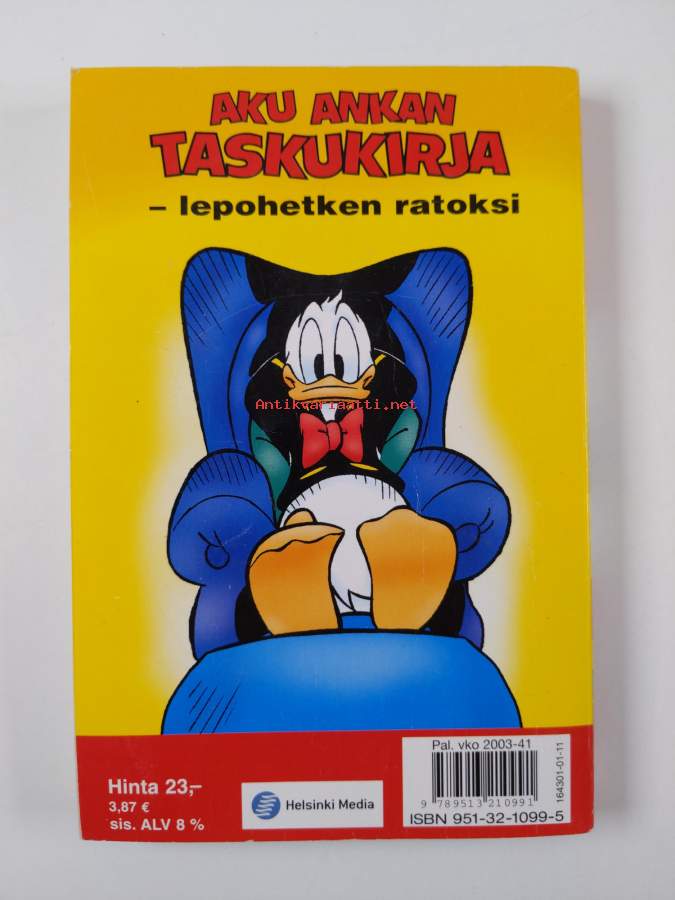 AKU ANKAN
TASKUKIRJA
– lepohetken ratoksi
Antikvariaatti.net
Hinta 23,–
3,87 €
sis. ALV 8 %
Helsinki Media
Pal. vko 2003-41
9 789513 210991
ISBN 951-32-1099-5
164301-01-11